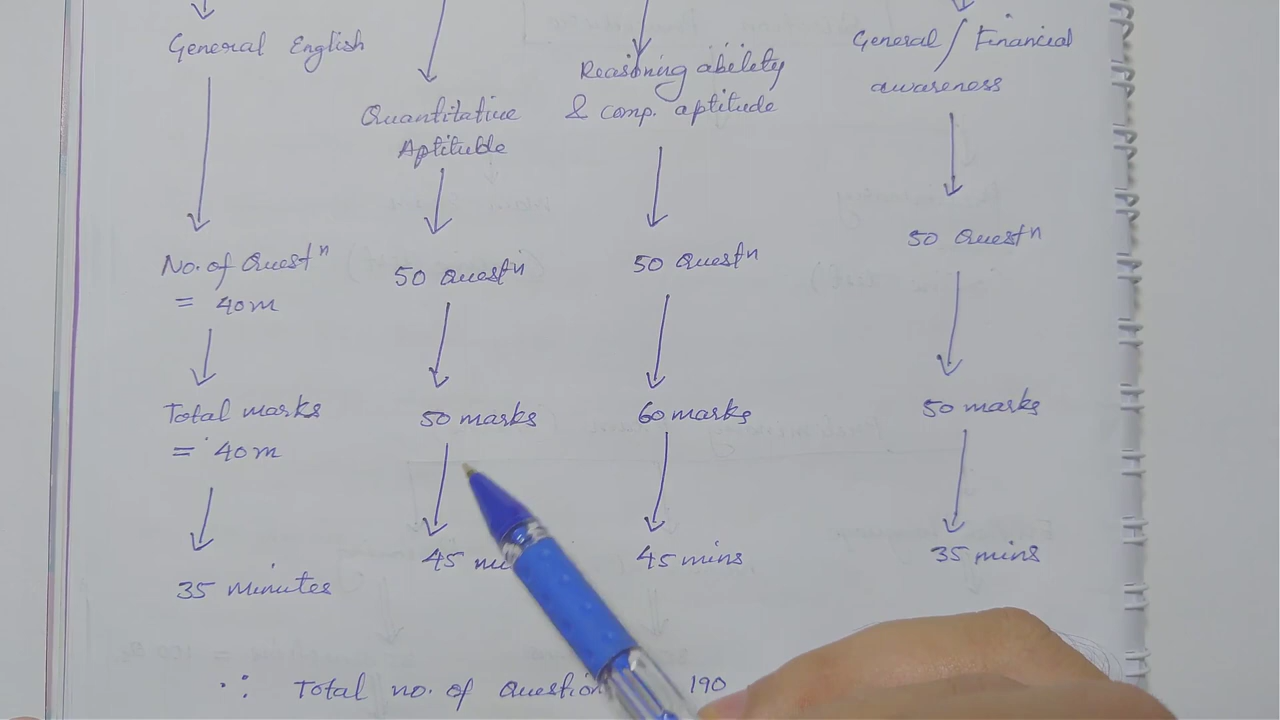 General English
Quantitative
Aptitude
Reasoning ability
& comp. aptitude
General / Financial
awareness
No. of Questⁿ
= 40m
50 Questⁿ
50 Questⁿ
50 Questⁿ
Total marks
= 40m
50 marks
60 marks
50 marks
35 minutes
45
45 mins
35 mins
∴ Total no. of Question 190